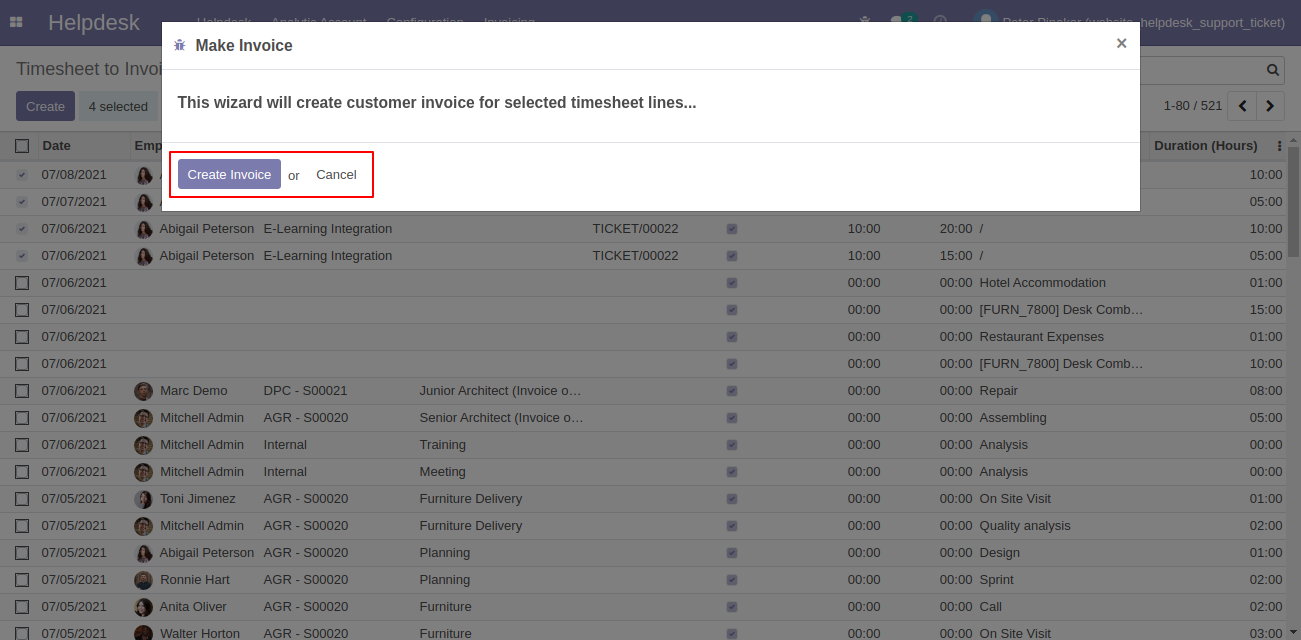 Helpdesk
Make Invoice ×
Timesheet to Invoi
This wizard will create customer invoice for selected timesheet lines...
Create 4 selected 1-80 / 521
Create Invoice or Cancel
Date Emp Duration (Hours)
07/08/2021 10:00
07/07/2021 05:00
07/06/2021 Abigail Peterson E-Learning Integration TICKET/00022 10:00 20:00 / 10:00
07/06/2021 Abigail Peterson E-Learning Integration TICKET/00022 10:00 15:00 / 05:00
07/06/2021 00:00 00:00 Hotel Accommodation 01:00
07/06/2021 00:00 00:00 [FURN_7800] Desk Comb… 15:00
07/06/2021 00:00 00:00 Restaurant Expenses 01:00
07/06/2021 00:00 00:00 [FURN_7800] Desk Comb… 10:00
07/06/2021 Marc Demo DPC - S00021 Junior Architect (Invoice o… 00:00 00:00 Repair 08:00
07/06/2021 Mitchell Admin AGR - S00020 Senior Architect (Invoice o… 00:00 00:00 Assembling 05:00
07/06/2021 Mitchell Admin Internal Training 00:00 00:00 Analysis 00:00
07/06/2021 Mitchell Admin Internal Meeting 00:00 00:00 Analysis 00:00
07/05/2021 Toni Jimenez AGR - S00020 Furniture Delivery 00:00 00:00 On Site Visit 01:00
07/05/2021 Mitchell Admin AGR - S00020 Furniture Delivery 00:00 00:00 Quality analysis 02:00
07/05/2021 Abigail Peterson AGR - S00020 Planning 00:00 00:00 Design 01:00
07/05/2021 Ronnie Hart AGR - S00020 Planning 00:00 00:00 Sprint 02:00
07/05/2021 Anita Oliver AGR - S00020 Furniture 00:00 00:00 Call 02:00
07/05/2021 Walter Horton AGR - S00020 Furniture 00:00 00:00 On Site Visit 03:00